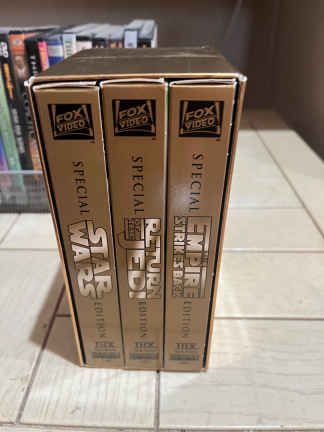 FOX
VIDEO
SPECIAL
STAR
WARS
EDITION
THX
FOX
VIDEO
SPECIAL
RETURN
OF THE
JEDI
EDITION
THX
FOX
VIDEO
SPECIAL
THE
EMPIRE
STRIKES BACK
EDITION
THX